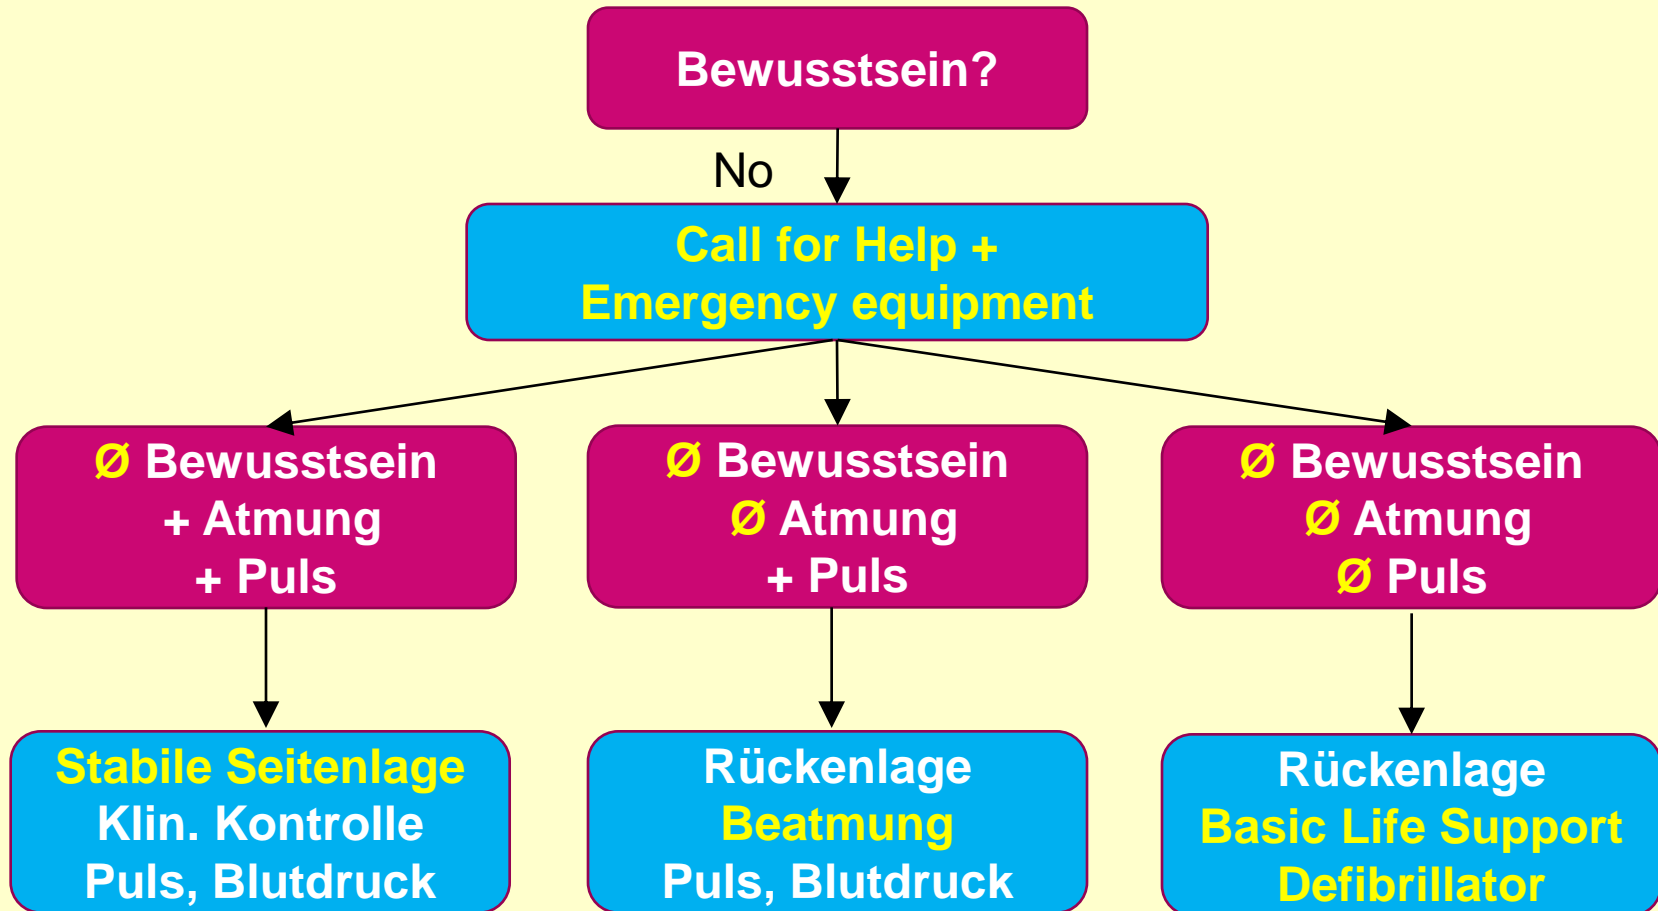 Bewusstsein?
No
Call for Help +
Emergency equipment
Ø Bewusstsein
+ Atmung
+ Puls
Ø Bewusstsein
Ø Atmung
+ Puls
Ø Bewusstsein
Ø Atmung
Ø Puls
Stabile Seitenlage
Klin. Kontrolle
Puls, Blutdruck
Rückenlage
Beatmung
Puls, Blutdruck
Rückenlage
Basic Life Support
Defibrillator